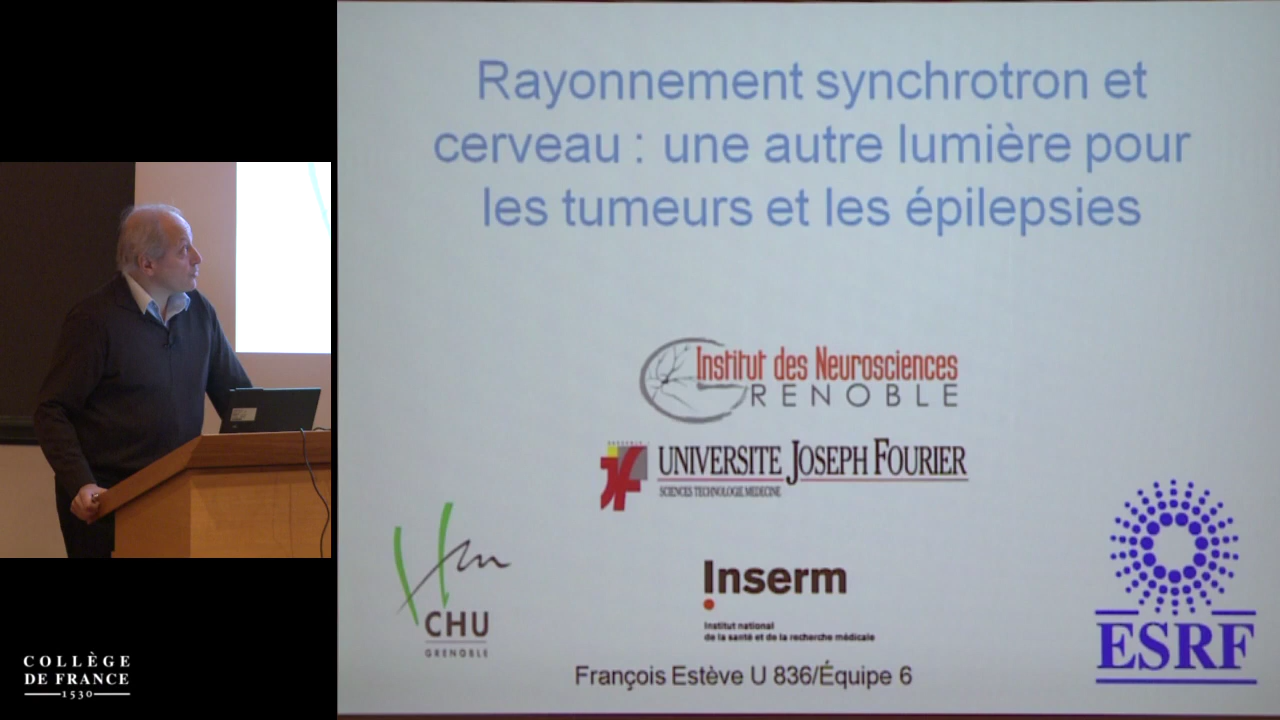 Rayonnement synchrotron et
cerveau : une autre lumière pour
les tumeurs et les épilepsies
Institut des Neurosciences
GRENOBLE
UNIVERSITE JOSEPH FOURIER
SCIENCES TECHNOLOGIE MEDECINE
CHU
GRENOBLE
Inserm
Institut national
de la santé et de la recherche médicale
ESRF
François Estève U 836/Équipe 6
COLLÈGE
DE FRANCE
1530